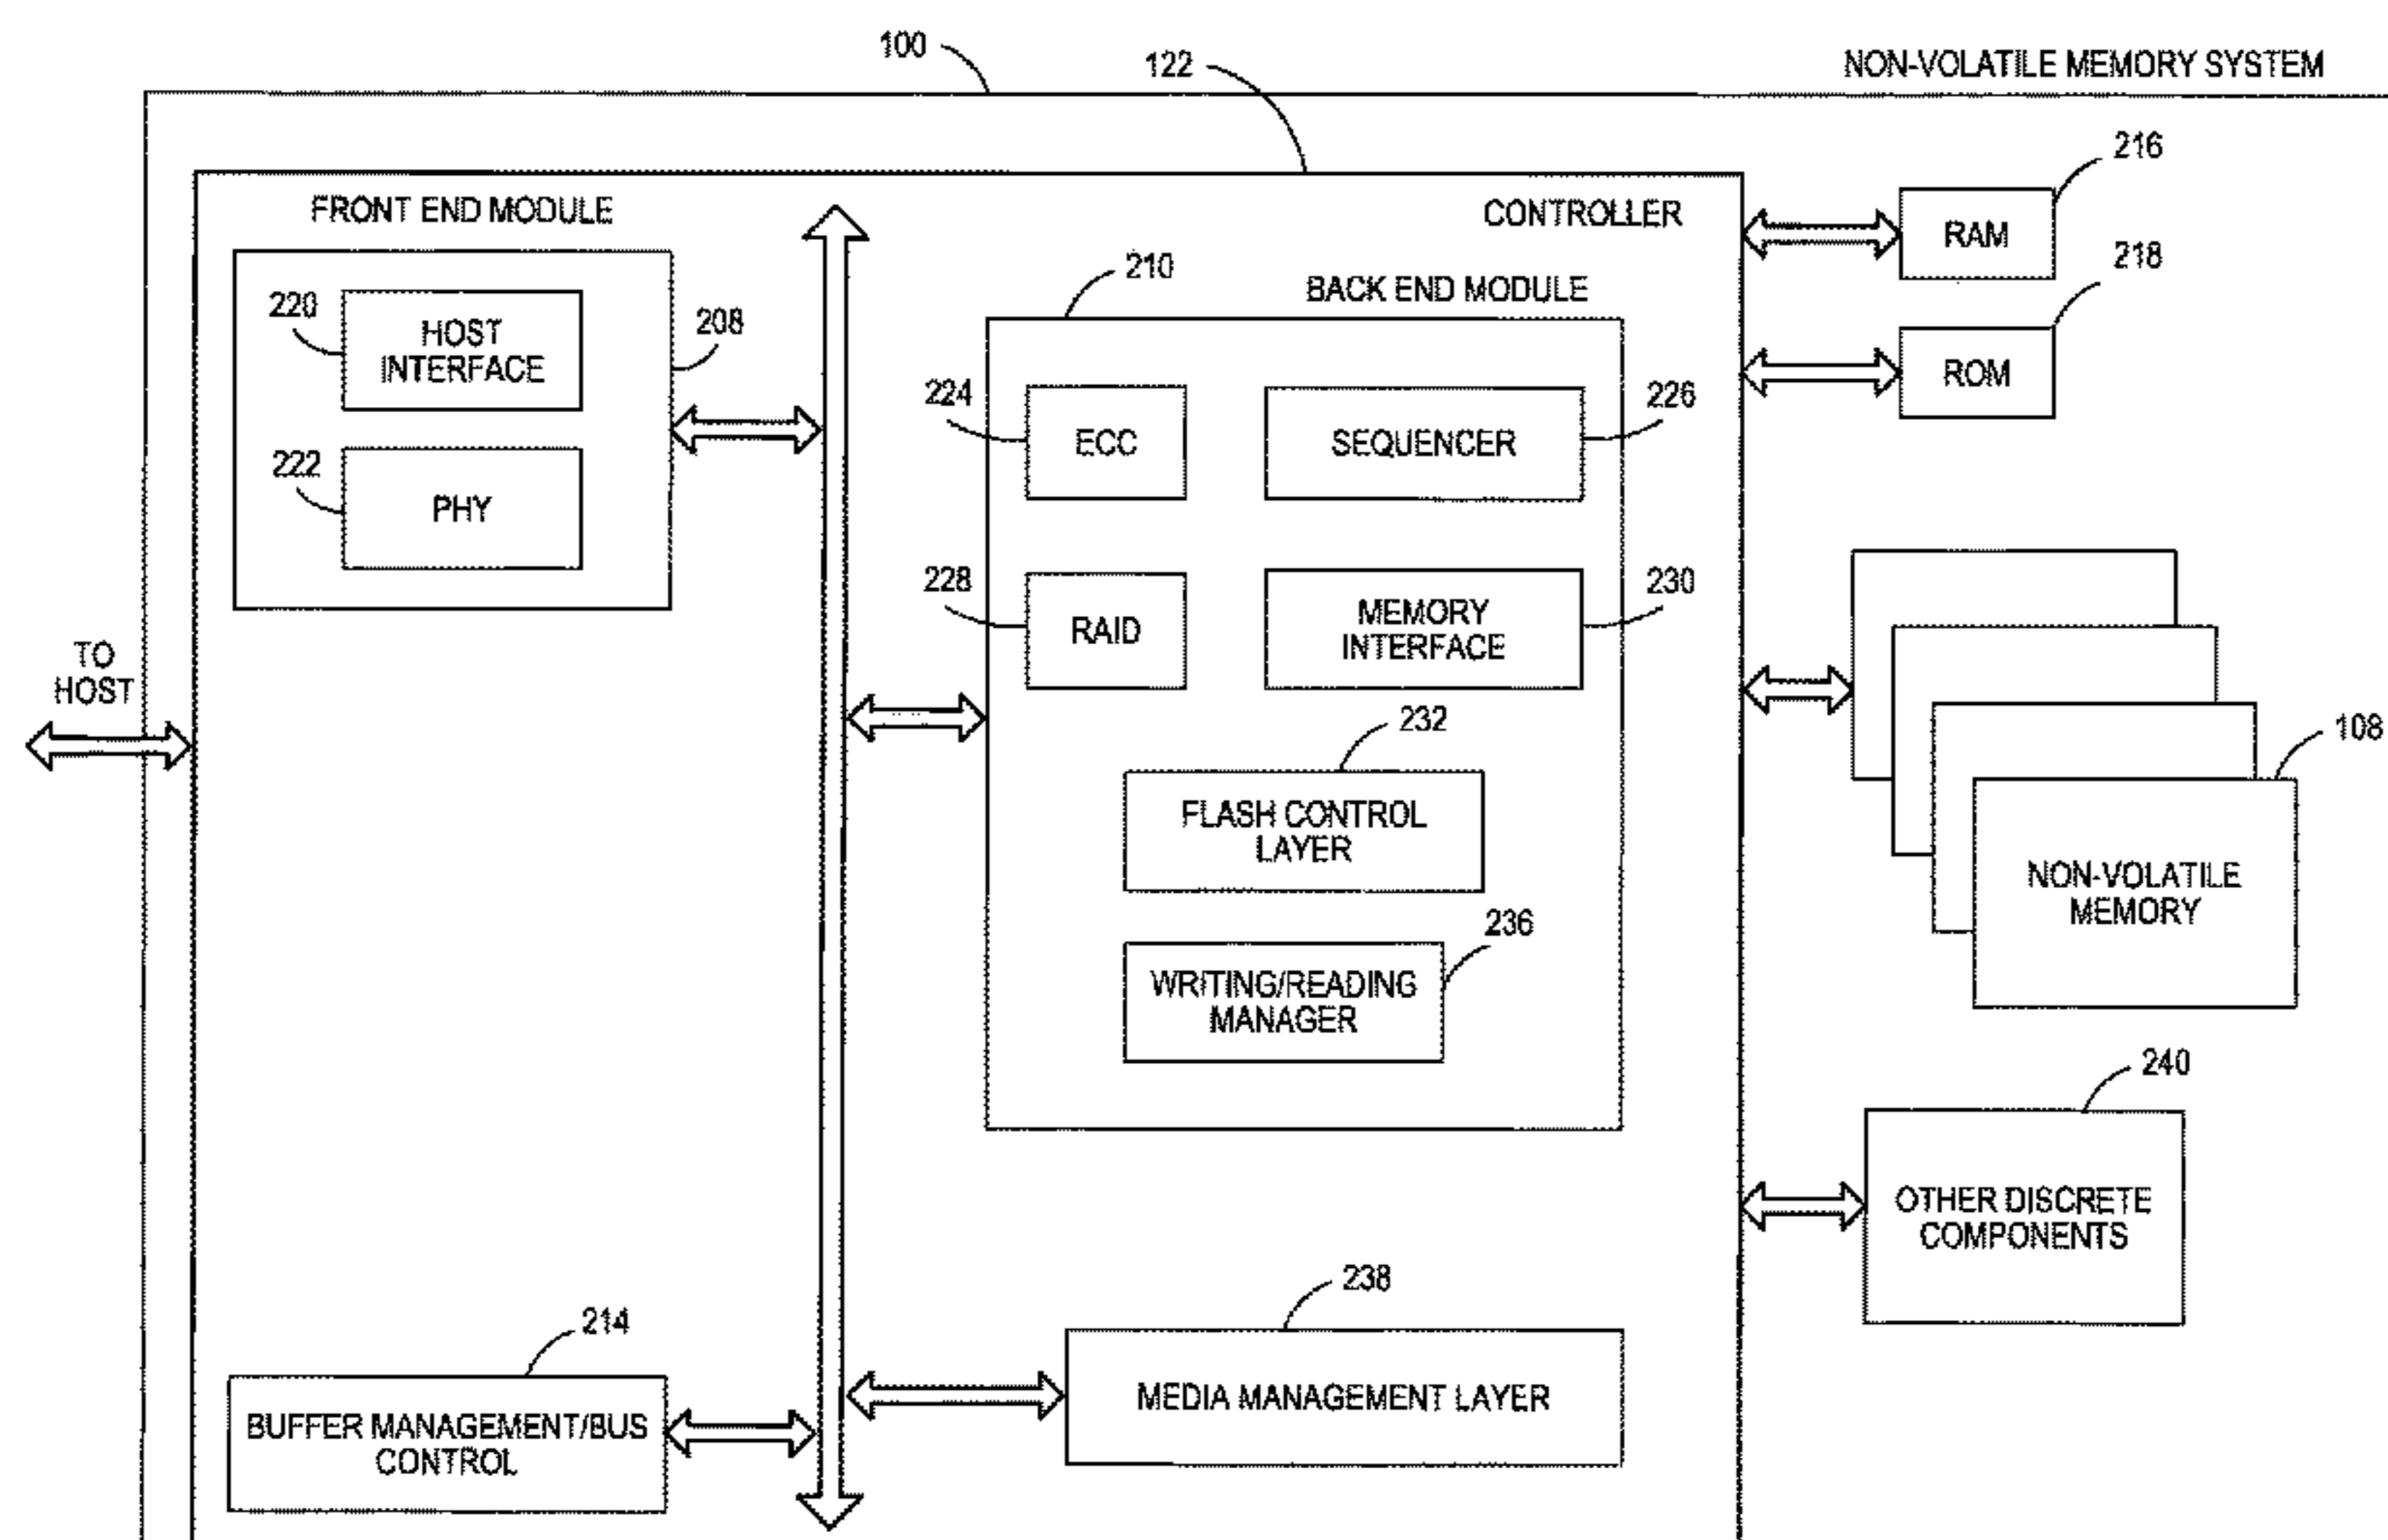 100
122
NON-VOLATILE MEMORY SYSTEM
216
FRONT END MODULE
CONTROLLER
RAM
210
218
BACK END MODULE
220
HOST
INTERFACE
208
ROM
224
ECC
SEQUENCER
226
222
PHY
228
RAID
MEMORY
INTERFACE
230
TO
HOST
232
108
FLASH CONTROL
LAYER
NON-VOLATILE
MEMORY
236
WRITING/READING
MANAGER
240
OTHER DISCRETE
COMPONENTS
238
214
MEDIA MANAGEMENT LAYER
BUFFER MANAGEMENT/BUS
CONTROL